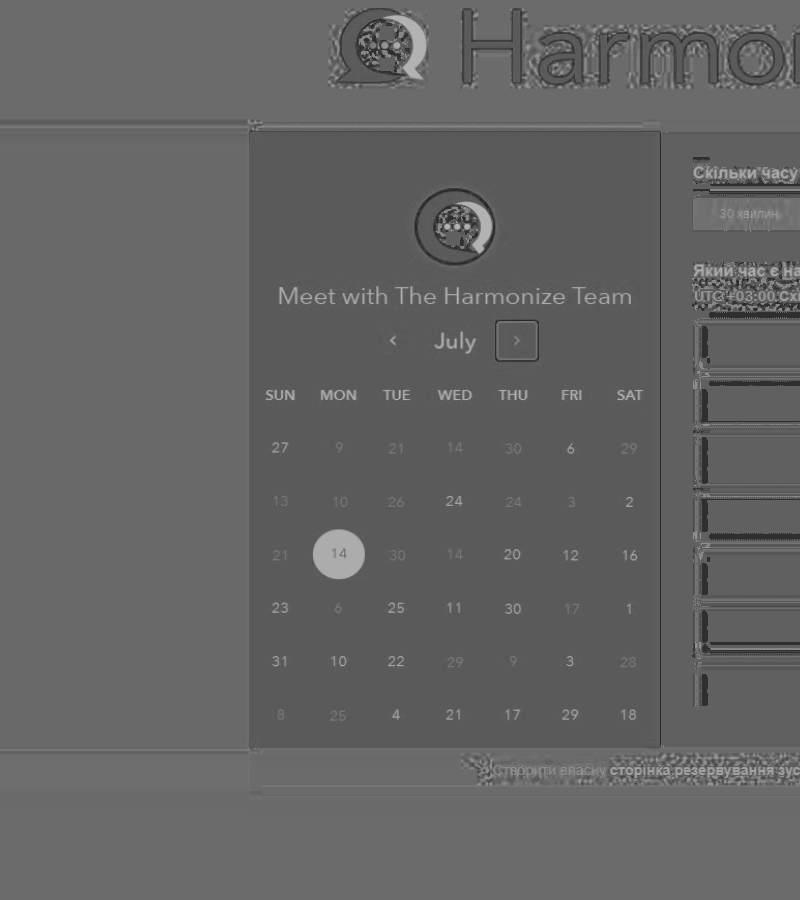 Harmon
Meet with The Harmonize Team
July
SUN MON TUE WED THU FRI SAT
27 9 21 14 30 6 29
13 10 26 24 24 3 2
21 14 30 14 20 12 16
23 6 25 11 30 17 1
31 10 22 29 9 3 28
8 25 4 21 17 29 18
Скільки часу
30 хвилин
Який час є на
UTC +03:00 Схі
Створити власну сторінка резервування зус